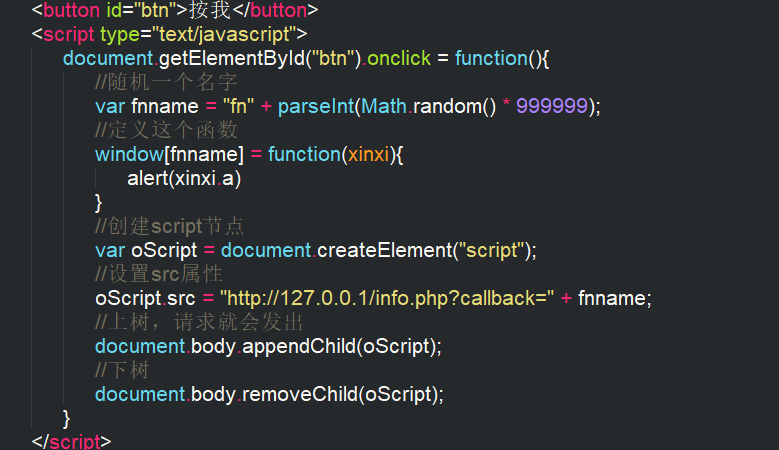 <button id="btn">按我</button>
<script type="text/javascript">
document.getElementById("btn").onclick = function(){
//随机一个名字
var fnname = "fn" + parseInt(Math.random() * 999999);
//定义这个函数
window[fnname] = function(xinxi){
alert(xinxi.a)
}
//创建script节点
var oScript = document.createElement("script");
//设置src属性
oScript.src = "http://127.0.0.1/info.php?callback=" + fnname;
//上树，请求就会发出
document.body.appendChild(oScript);
//下树
document.body.removeChild(oScript);
}
</script>